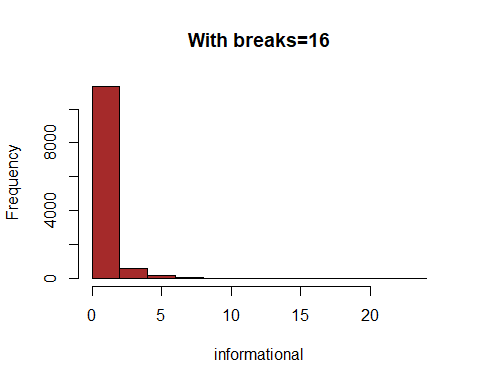 With breaks=16
Frequency
8000
4000
0
0 5 10 15 20
informational